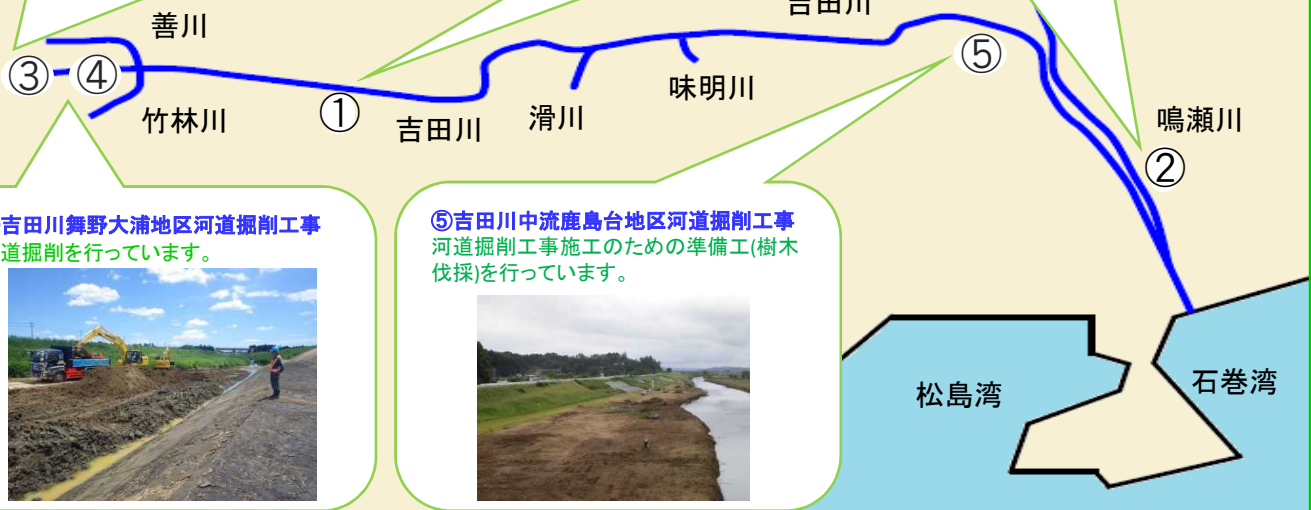 吉田川
善川
③
④
⑤
味明川
竹林川
①
吉田川
滑川
鳴瀬川
②
吉田川舞野大浦地区河道掘削工事
道掘削を行っています。
⑤吉田川中流鹿島台地区河道掘削工事
河道掘削工事施工のための準備工(樹木
伐採)を行っています。
松島湾
石巻湾